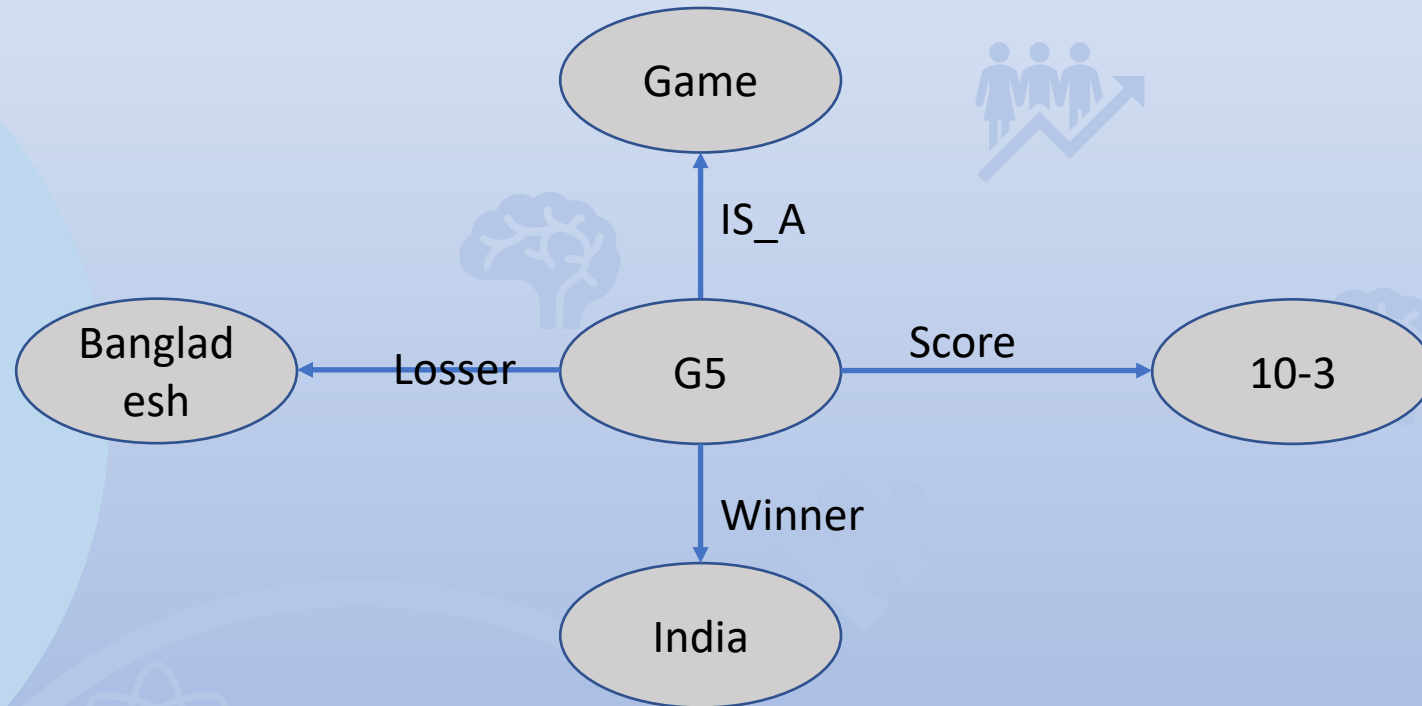 Game
IS_A
Banglad
esh
Losser
G5
Score
10-3
Winner
India